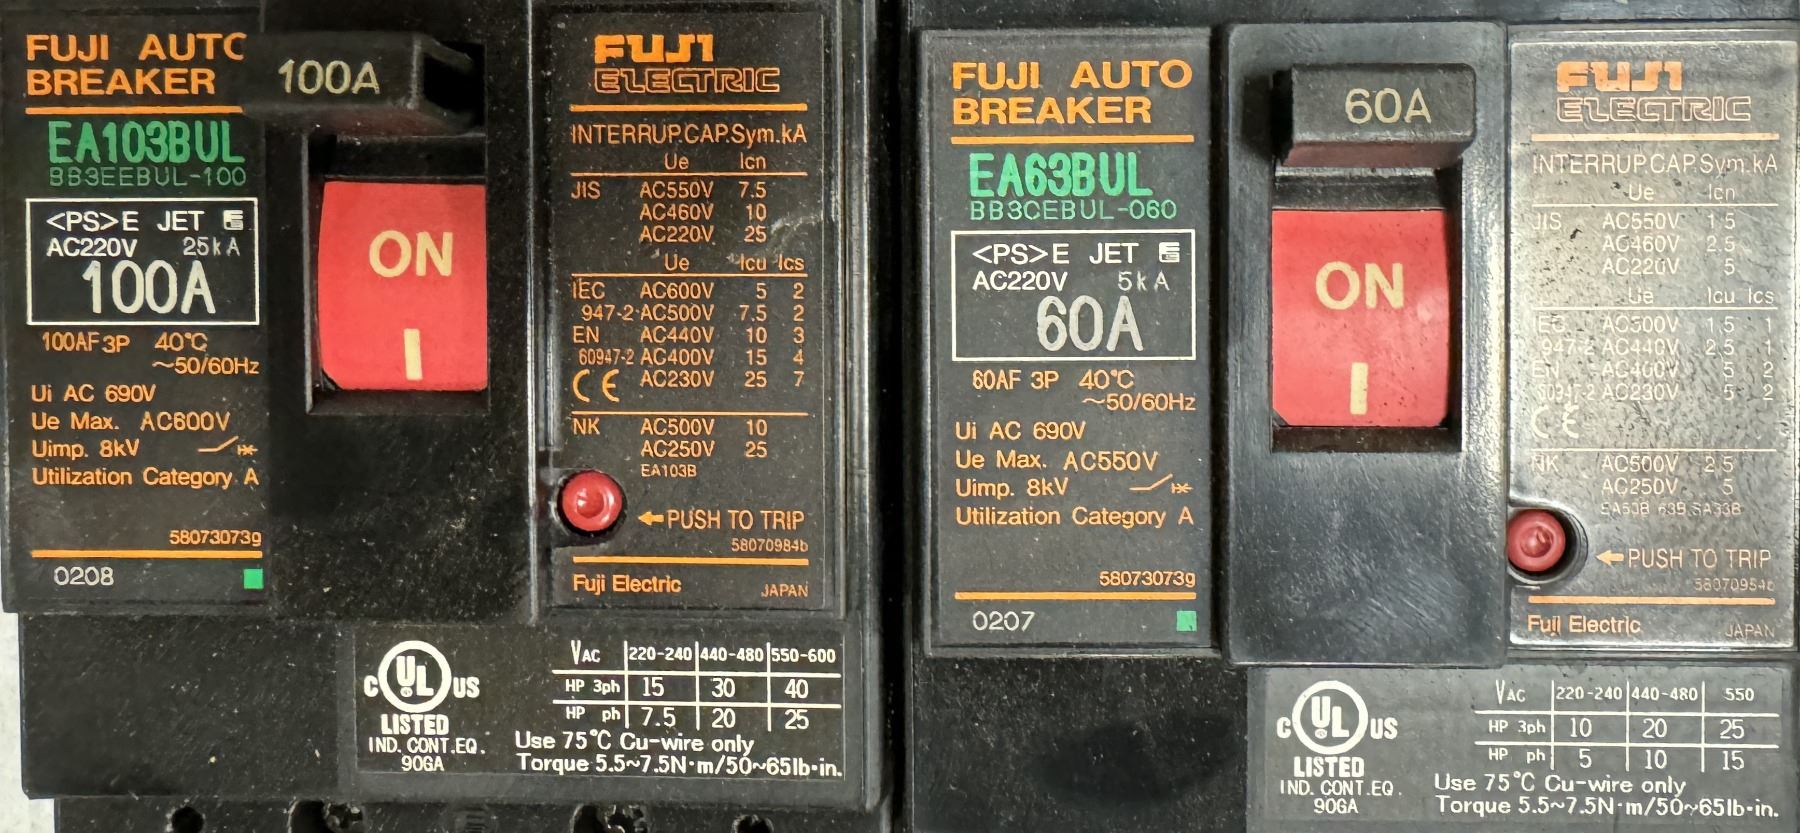 FUJI AUTO
BREAKER
EA103BUL
BB3EEBUL-100
<PS>E JET
AC220V 25kA
100A
100AF 3P 40°C
~50/60Hz
Ui AC 690V
Ue Max. AC600V
Uimp. 8kV
Utilization Category A
58073073g
0208
100A
ON
I
FUJI
ELECTRIC
INTERRUP.CAP.Sym.kA
Ue Icn
JIS AC550V 7.5
AC460V 10
AC220V 25
Ue Icu Ics
IEC AC600V 5 2
947-2 AC500V 7.5 2
EN AC440V 10 3
60947-2 AC400V 15 4
CE AC230V 25 7
NK AC500V 10
AC250V 25
EA103B
←PUSH TO TRIP
58070984b
Fuji Electric JAPAN
C UL US
LISTED
IND. CONT.EQ.
90GA
VAC 220-240 440-480 550-600
HP 3ph 15 30 40
HP ph 7.5 20 25
Use 75°C Cu-wire only
Torque 5.5~7.5N·m/50~65lb·in.
FUJI AUTO
BREAKER
EA63BUL
BB3CEBUL-060
<PS>E JET
AC220V 5kA
60A
60AF 3P 40°C
~50/60Hz
Ui AC 690V
Ue Max. AC550V
Uimp. 8kV
Utilization Category A
58073073g
0207
60A
ON
I
FUJI
ELECTRIC
INTERRUP.CAP.Sym.kA
Ue Icn
JIS AC550V 1.5
AC460V 2.5
AC220V 5
Ue Icu Ics
IEC AC500V 1.5 1
947-2 AC440V 2.5 1
EN AC400V 5 2
60947-2 AC230V 5 2
CE
NK AC500V 2.5
AC250V 5
←PUSH TO TRIP
Fuji Electric JAPAN
C UL US
LISTED
IND. CONT.EQ.
90GA
VAC 220-240 440-480 550
HP 3ph 10 20 25
HP ph 5 10 15
Use 75°C Cu-wire only
Torque 5.5~7.5N·m/50~65lb·in.